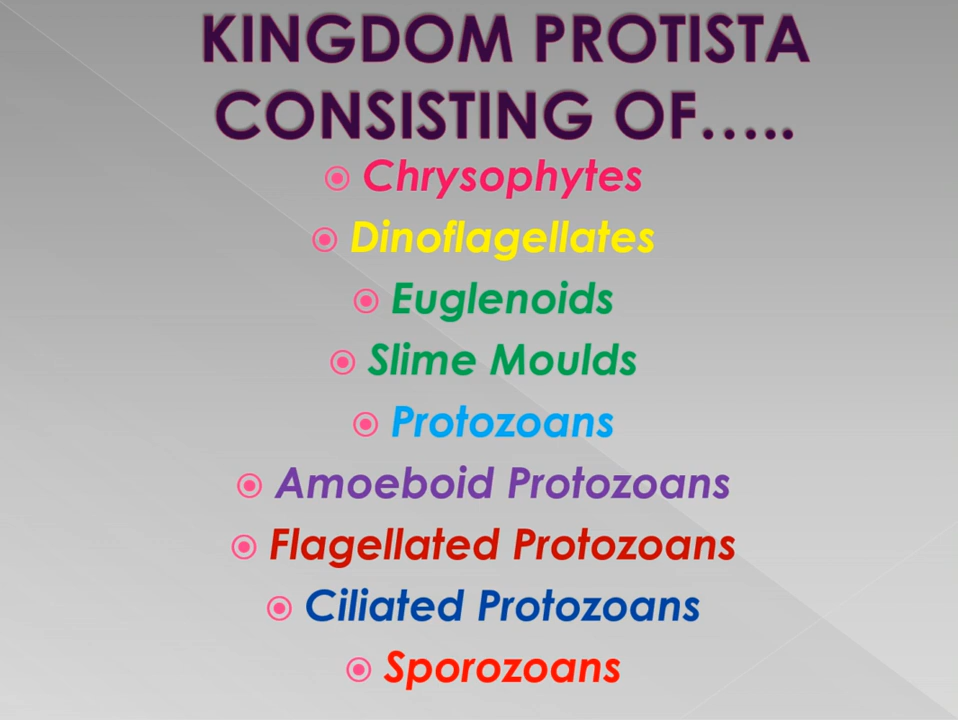 KINGDOM PROTISTA
CONSISTING OF…..
Chrysophytes
Dinoflagellates
Euglenoids
Slime Moulds
Protozoans
Amoeboid Protozoans
Flagellated Protozoans
Ciliated Protozoans
Sporozoans